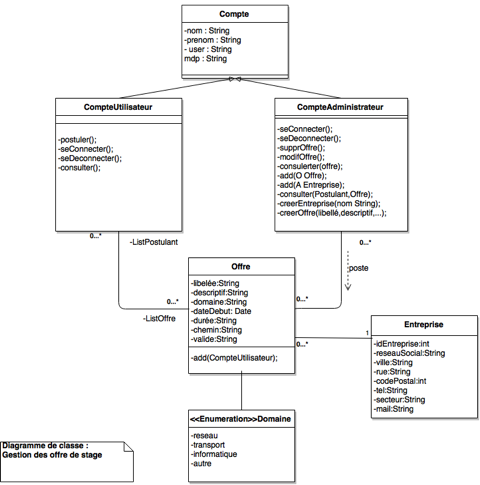 Compte
-nom : String
-prenom : String
- user : String
mdp : String
CompteUtilisateur
-postuler();
-seConnecter();
-seDeconnecter();
-consulter();
CompteAdministrateur
-seConnecter();
-seDeconnecter();
-supprOffre();
-modifOffre();
-consulerter(offre);
-add(O Offre);
-add(A Entreprise);
-consulter(Postulant,Offre);
-creerEntreprise(nom String);
-creerOffre(libellé,descriptif,...);
0...*
-ListPostulant
0...*
poste
Offre
-libelée:String
-descriptif:String
-domaine:String
-dateDebut: Date
-durée:String
-chemin:String
-valide:String
-add(CompteUtilisateur);
0...*
-ListOffre
0...*
0...*
1
Entreprise
-idEntreprise:int
-reseauSocial:String
-ville:String
-rue:String
-codePostal:int
-tel:String
-secteur:String
-mail:String
<<Enumeration>>Domaine
-reseau
-transport
-informatique
-autre
Diagramme de classe :
Gestion des offre de stage